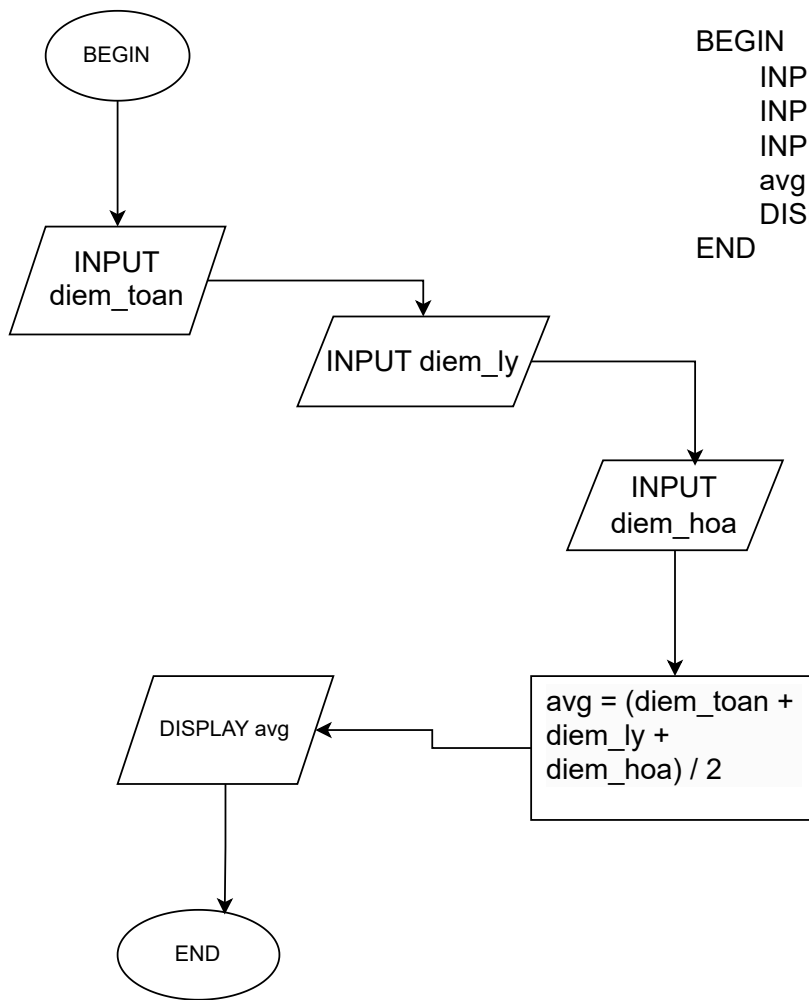 BEGIN
INPUT
diem_toan
INPUT diem_ly
INPUT
diem_hoa
avg = (diem_toan +
diem_ly +
diem_hoa) / 2
DISPLAY avg
END
BEGIN
INP
INP
INP
avg
DIS
END